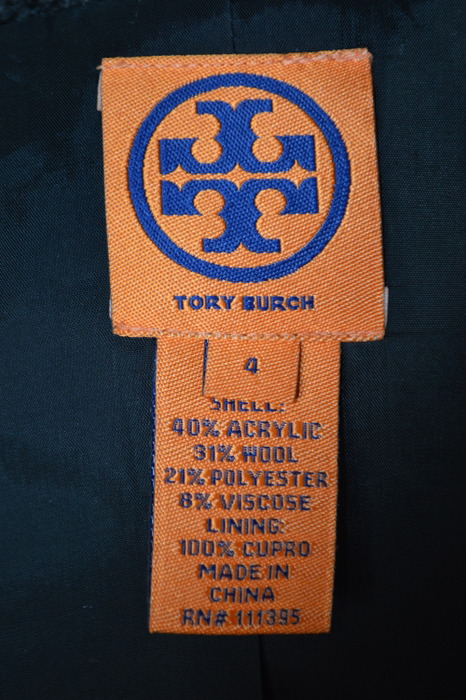 TORY BURCH
4
SHELL:
40% ACRYLIC
31% WOOL
21% POLYESTER
8% VISCOSE
LINING:
100% CUPRO
MADE IN
CHINA
RN# 111395